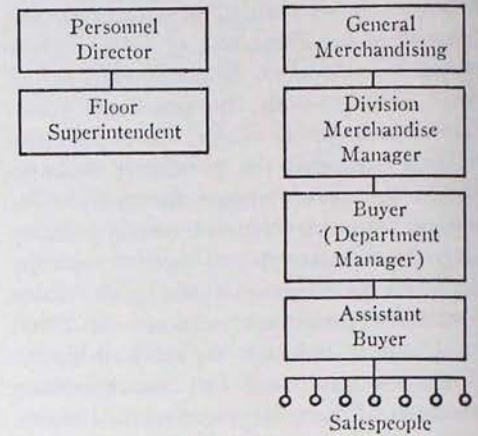 Personnel
Director
Floor
Superintendent
General
Merchandising
Division
Merchandise
Manager
Buyer
(Department
Manager)
Assistant
Buyer
Salespeople